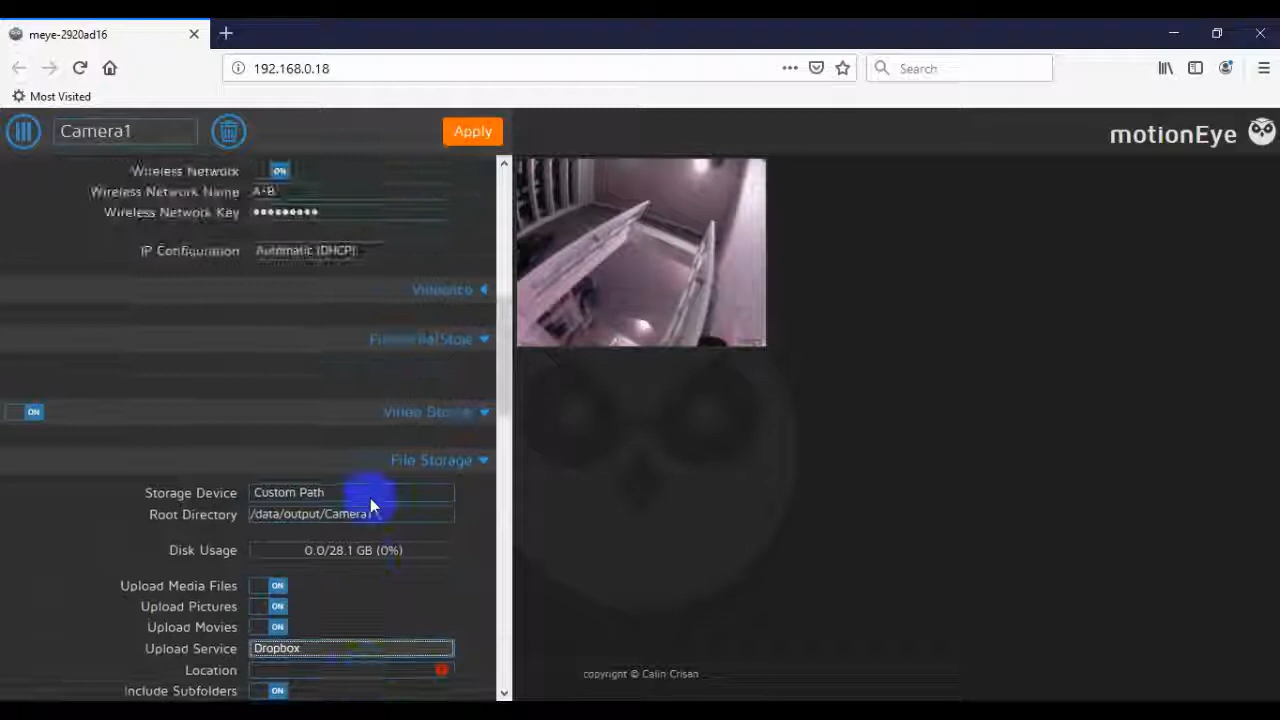 meye-2920ad16
192.168.0.18
Search
Most Visited
Camera1
Apply
motionEye
Wireless Network ON
Wireless Network Name
Wireless Network Key •••••••••
IP Configuration Automatic (DHCP)
ON
File Storage
Storage Device Custom Path
Root Directory /data/output/Camera1
Disk Usage 0.0/28.1 GB (0%)
Upload Media Files ON
Upload Pictures ON
Upload Movies ON
Upload Service Dropbox
Location
Include Subfolders ON
copyright © Calin Crisan